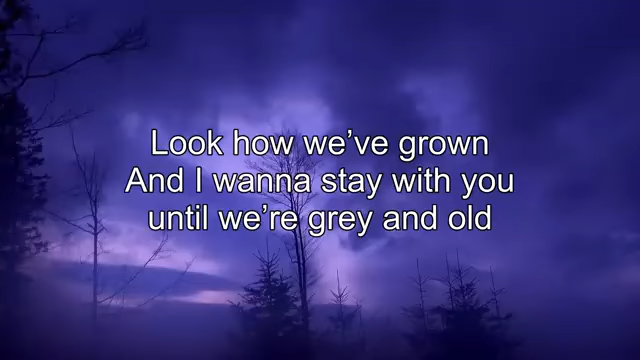 Look how we’ve grown
And I wanna stay with you
until we’re grey and old